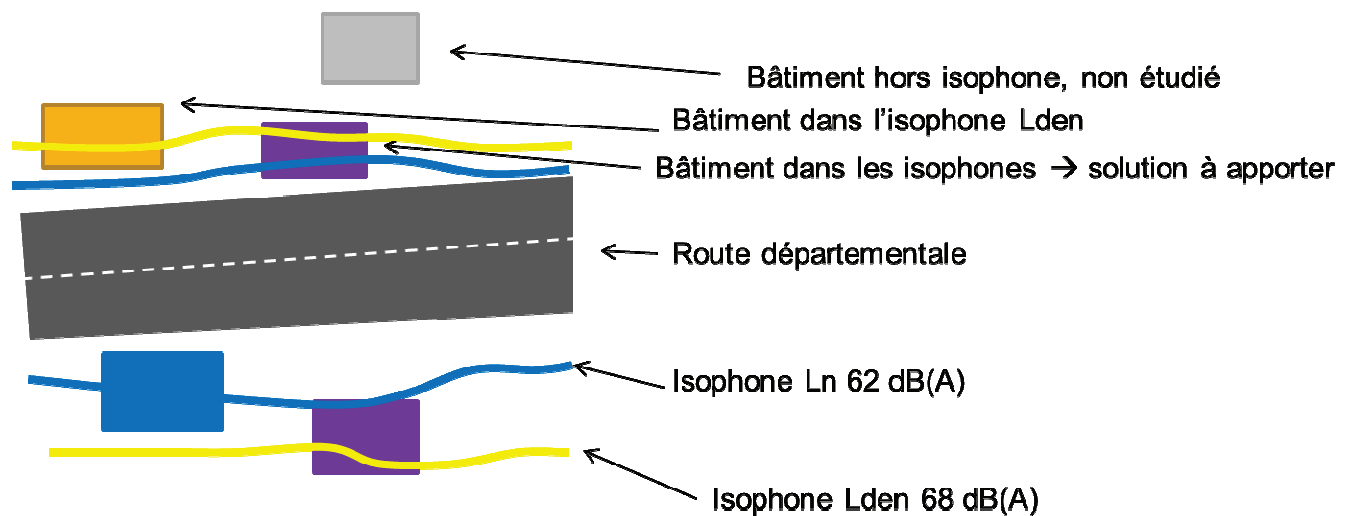 Bâtiment hors isophone, non étudié
Bâtiment dans l'isophone Lden
Bâtiment dans les isophones → solution à apporter
Route départementale
Isophone Ln 62 dB(A)
Isophone Lden 68 dB(A)